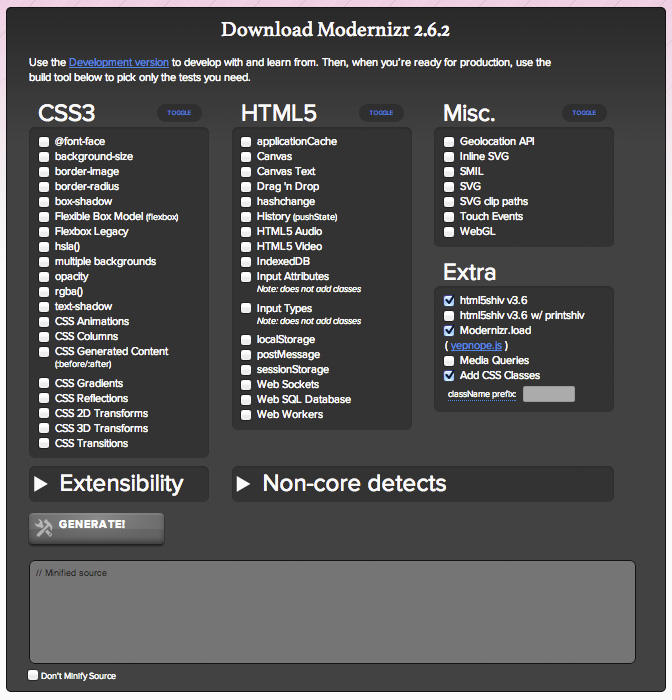 Download Modernizr 2.6.2
Use the Development version to develop with and learn from. Then, when you're ready for production, use the
build tool below to pick only the tests you need.
CSS3
TOGGLE
@font-face
background-size
border-image
border-radius
box-shadow
Flexible Box Model (flexbox)
Flexbox Legacy
hsla()
multiple backgrounds
opacity
rgba()
text-shadow
CSS Animations
CSS Columns
CSS Generated Content
(:before/:after)
CSS Gradients
CSS Reflections
CSS 2D Transforms
CSS 3D Transforms
CSS Transitions
HTML5
TOGGLE
applicationCache
Canvas
Canvas Text
Drag 'n Drop
hashchange
History (pushState)
HTML5 Audio
HTML5 Video
IndexedDB
Input Attributes
Note: does not add classes
Input Types
Note: does not add classes
localStorage
postMessage
sessionStorage
Web Sockets
Web SQL Database
Web Workers
Misc.
TOGGLE
Geolocation API
Inline SVG
SMIL
SVG
SVG clip paths
Touch Events
WebGL
Extra
html5shiv v3.6
html5shiv v3.6 w/ printshiv
Modernizr.load
( yepnope.js )
Media Queries
Add CSS Classes
className prefix:
Extensibility
Non-core detects
GENERATE!
// Minified source
Don't Minify Source